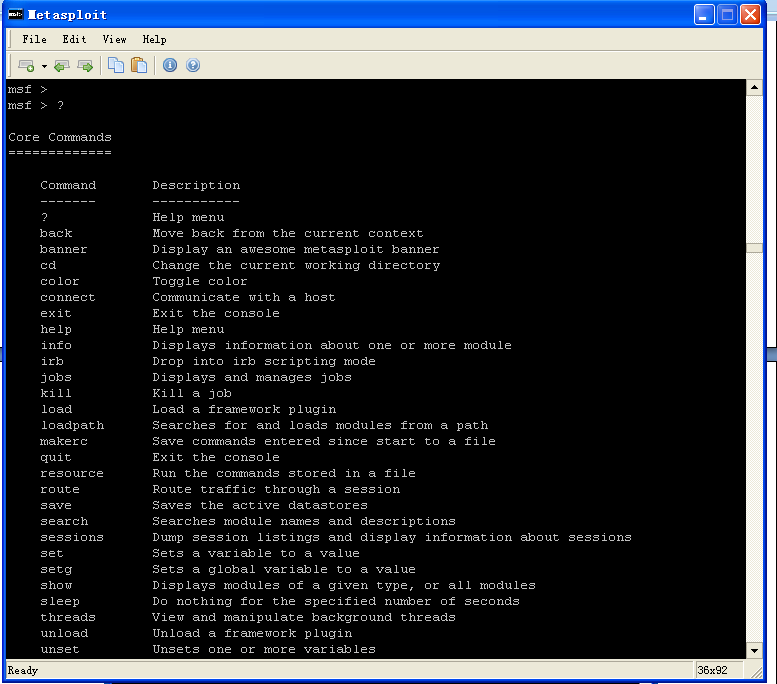 Metasploit
File Edit View Help
msf >
msf > ?
Core Commands
=============
Command Description
------- -----------
? Help menu
back Move back from the current context
banner Display an awesome metasploit banner
cd Change the current working directory
color Toggle color
connect Communicate with a host
exit Exit the console
help Help menu
info Displays information about one or more module
irb Drop into irb scripting mode
jobs Displays and manages jobs
kill Kill a job
load Load a framework plugin
loadpath Searches for and loads modules from a path
makerc Save commands entered since start to a file
quit Exit the console
resource Run the commands stored in a file
route Route traffic through a session
save Saves the active datastores
search Searches module names and descriptions
sessions Dump session listings and display information about sessions
set Sets a variable to a value
setg Sets a global variable to a value
show Displays modules of a given type, or all modules
sleep Do nothing for the specified number of seconds
threads View and manipulate background threads
unload Unload a framework plugin
unset Unsets one or more variables
Ready 36x92